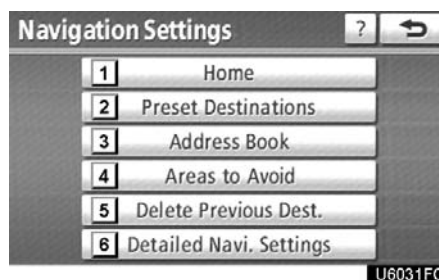 Navigation Settings ?
1 Home
2 Preset Destinations
3 Address Book
4 Areas to Avoid
5 Delete Previous Dest.
6 Detailed Navi. Settings
U6031FC